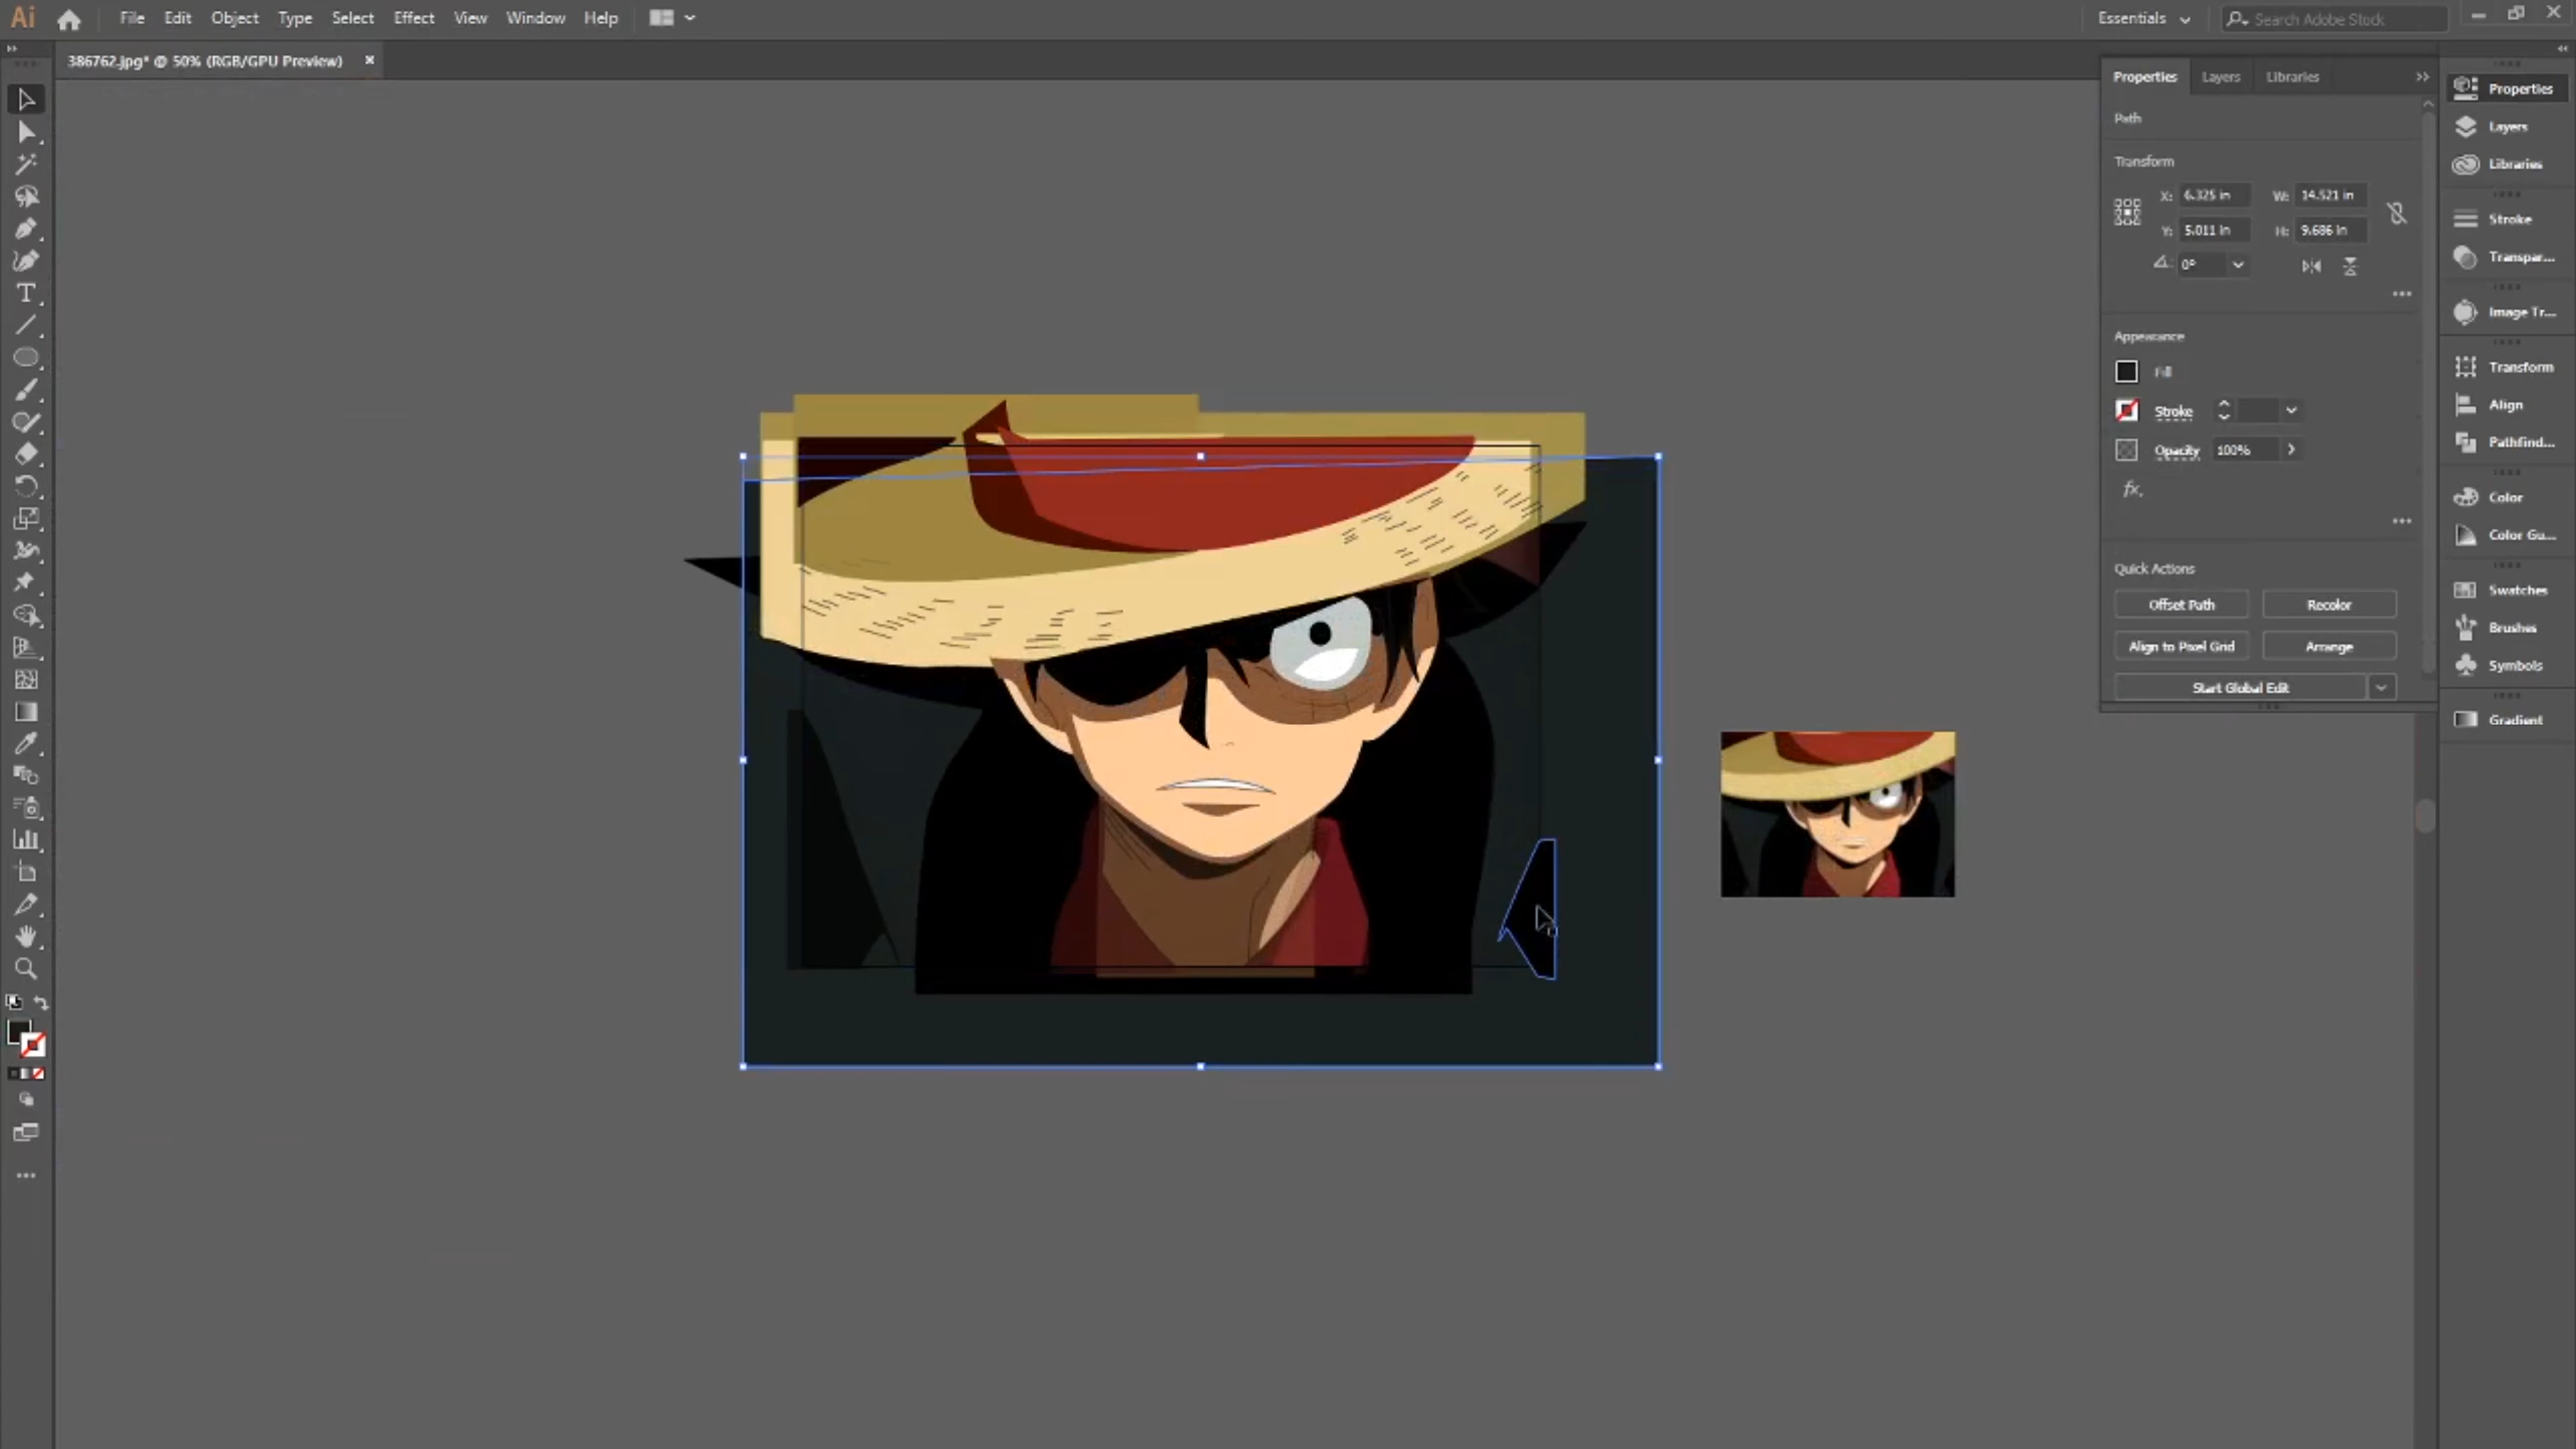 Ai File Edit Object Type Select Effect View Window Help Essentials Search Adobe Stock
386762.jpg* @ 50% (RGB/GPU Preview) ×
Properties Layers Libraries
Path
Transform
X: 6.325 in W: 14.521 in
Y: 5.011 in H: 9.686 in
0°
Appearance
Fill
Stroke
Opacity 100%
fx.
Quick Actions
Offset Path Recolor
Align to Pixel Grid Arrange
Start Global Edit
Properties
Layers
Libraries
Stroke
Transpar...
Image Tr...
Transform
Align
Pathfind...
Color
Color Gu...
Swatches
Brushes
Symbols
Gradient